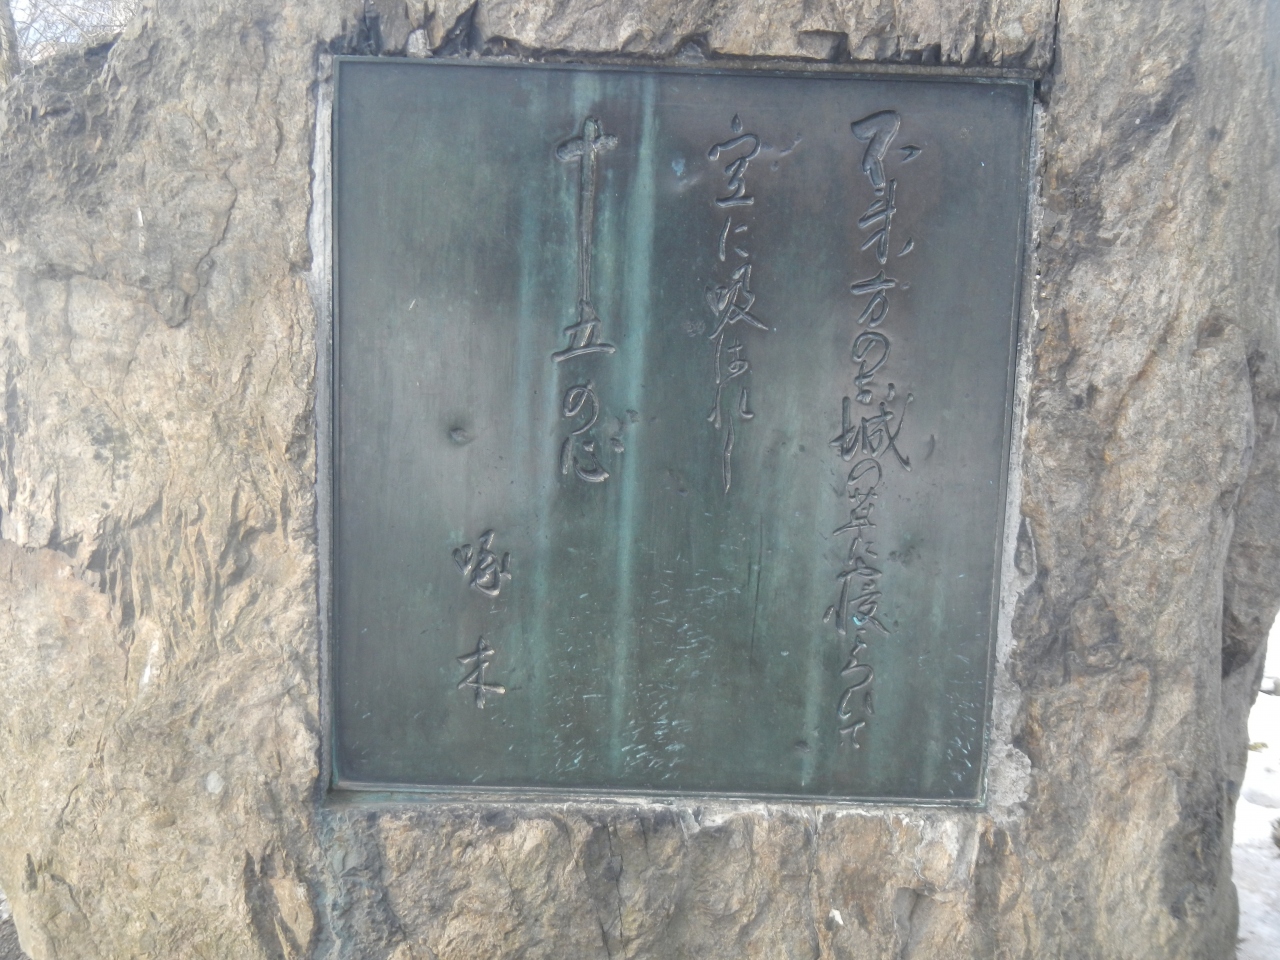 不来方のお城の草に寝ころびて
空に吸はれし
十五の心
啄木